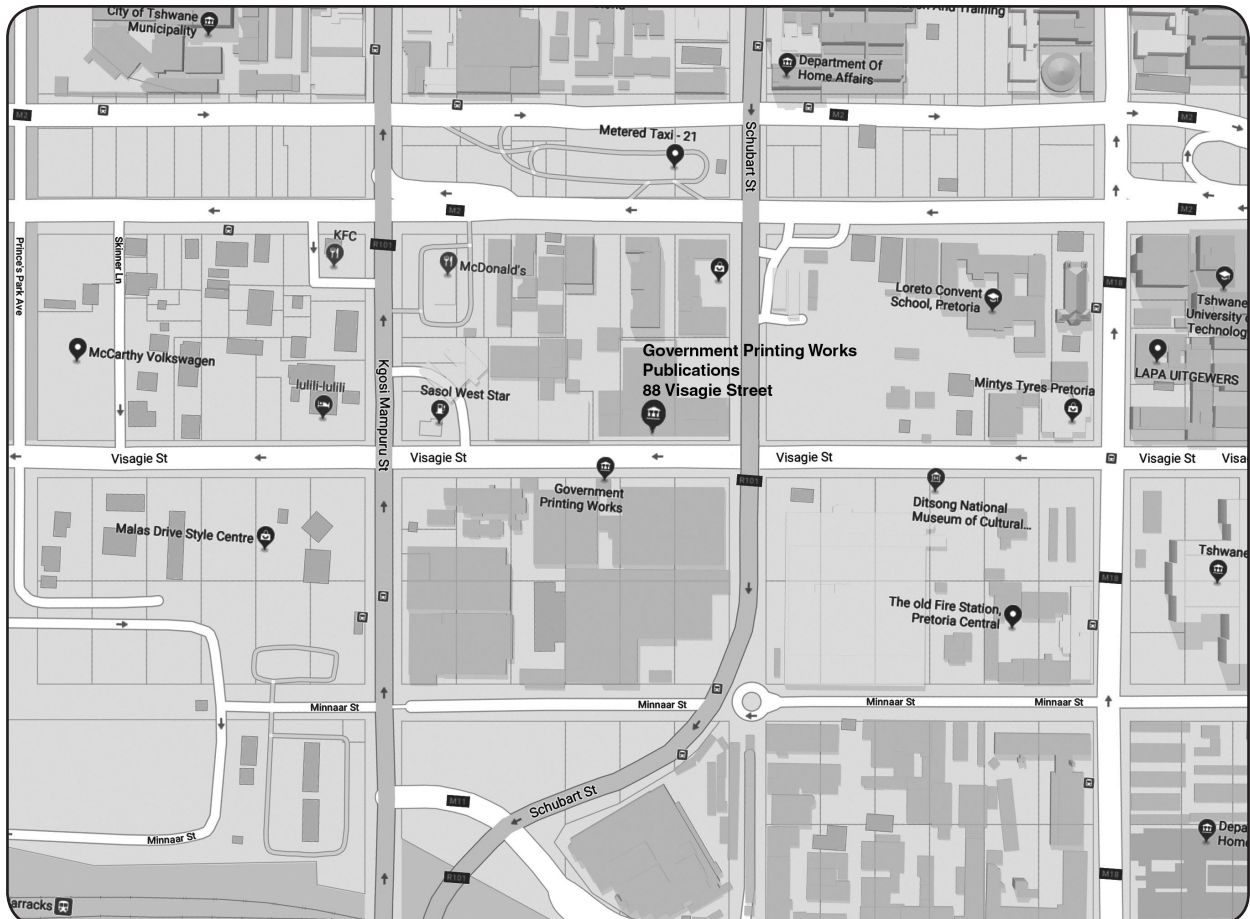 City of Tshwane
Municipality
And Training
Department Of
Home Affairs
M2
M2
M2
Metered Taxi - 21
Schubart St
M2
M2
Prince's Park Ave
Skinner Ln
KFC
R101
McDonald's
Loreto Convent
School, Pretoria
M18
Tshwane
University
Technolog
McCarthy Volkswagen
Government Printing Works
Publications
88 Visagie Street
LAPA UITGEWERS
lulili-lulili
Kgosi Mampuru St
Sasol West Star
Mintys Tyres Pretoria
Visagie St
Visagie St
Visagie St
Visagie St
Visa
R101
Government
Printing Works
Ditsong National
Museum of Cultural...
Malas Drive Style Centre
Tshwane
M18
The old Fire Station,
Pretoria Central
Minnaar St
Minnaar St
Minnaar St
Minnaar St
M11
Schubart St
Minnaar St
Depa
Home
R101
M18
arracks